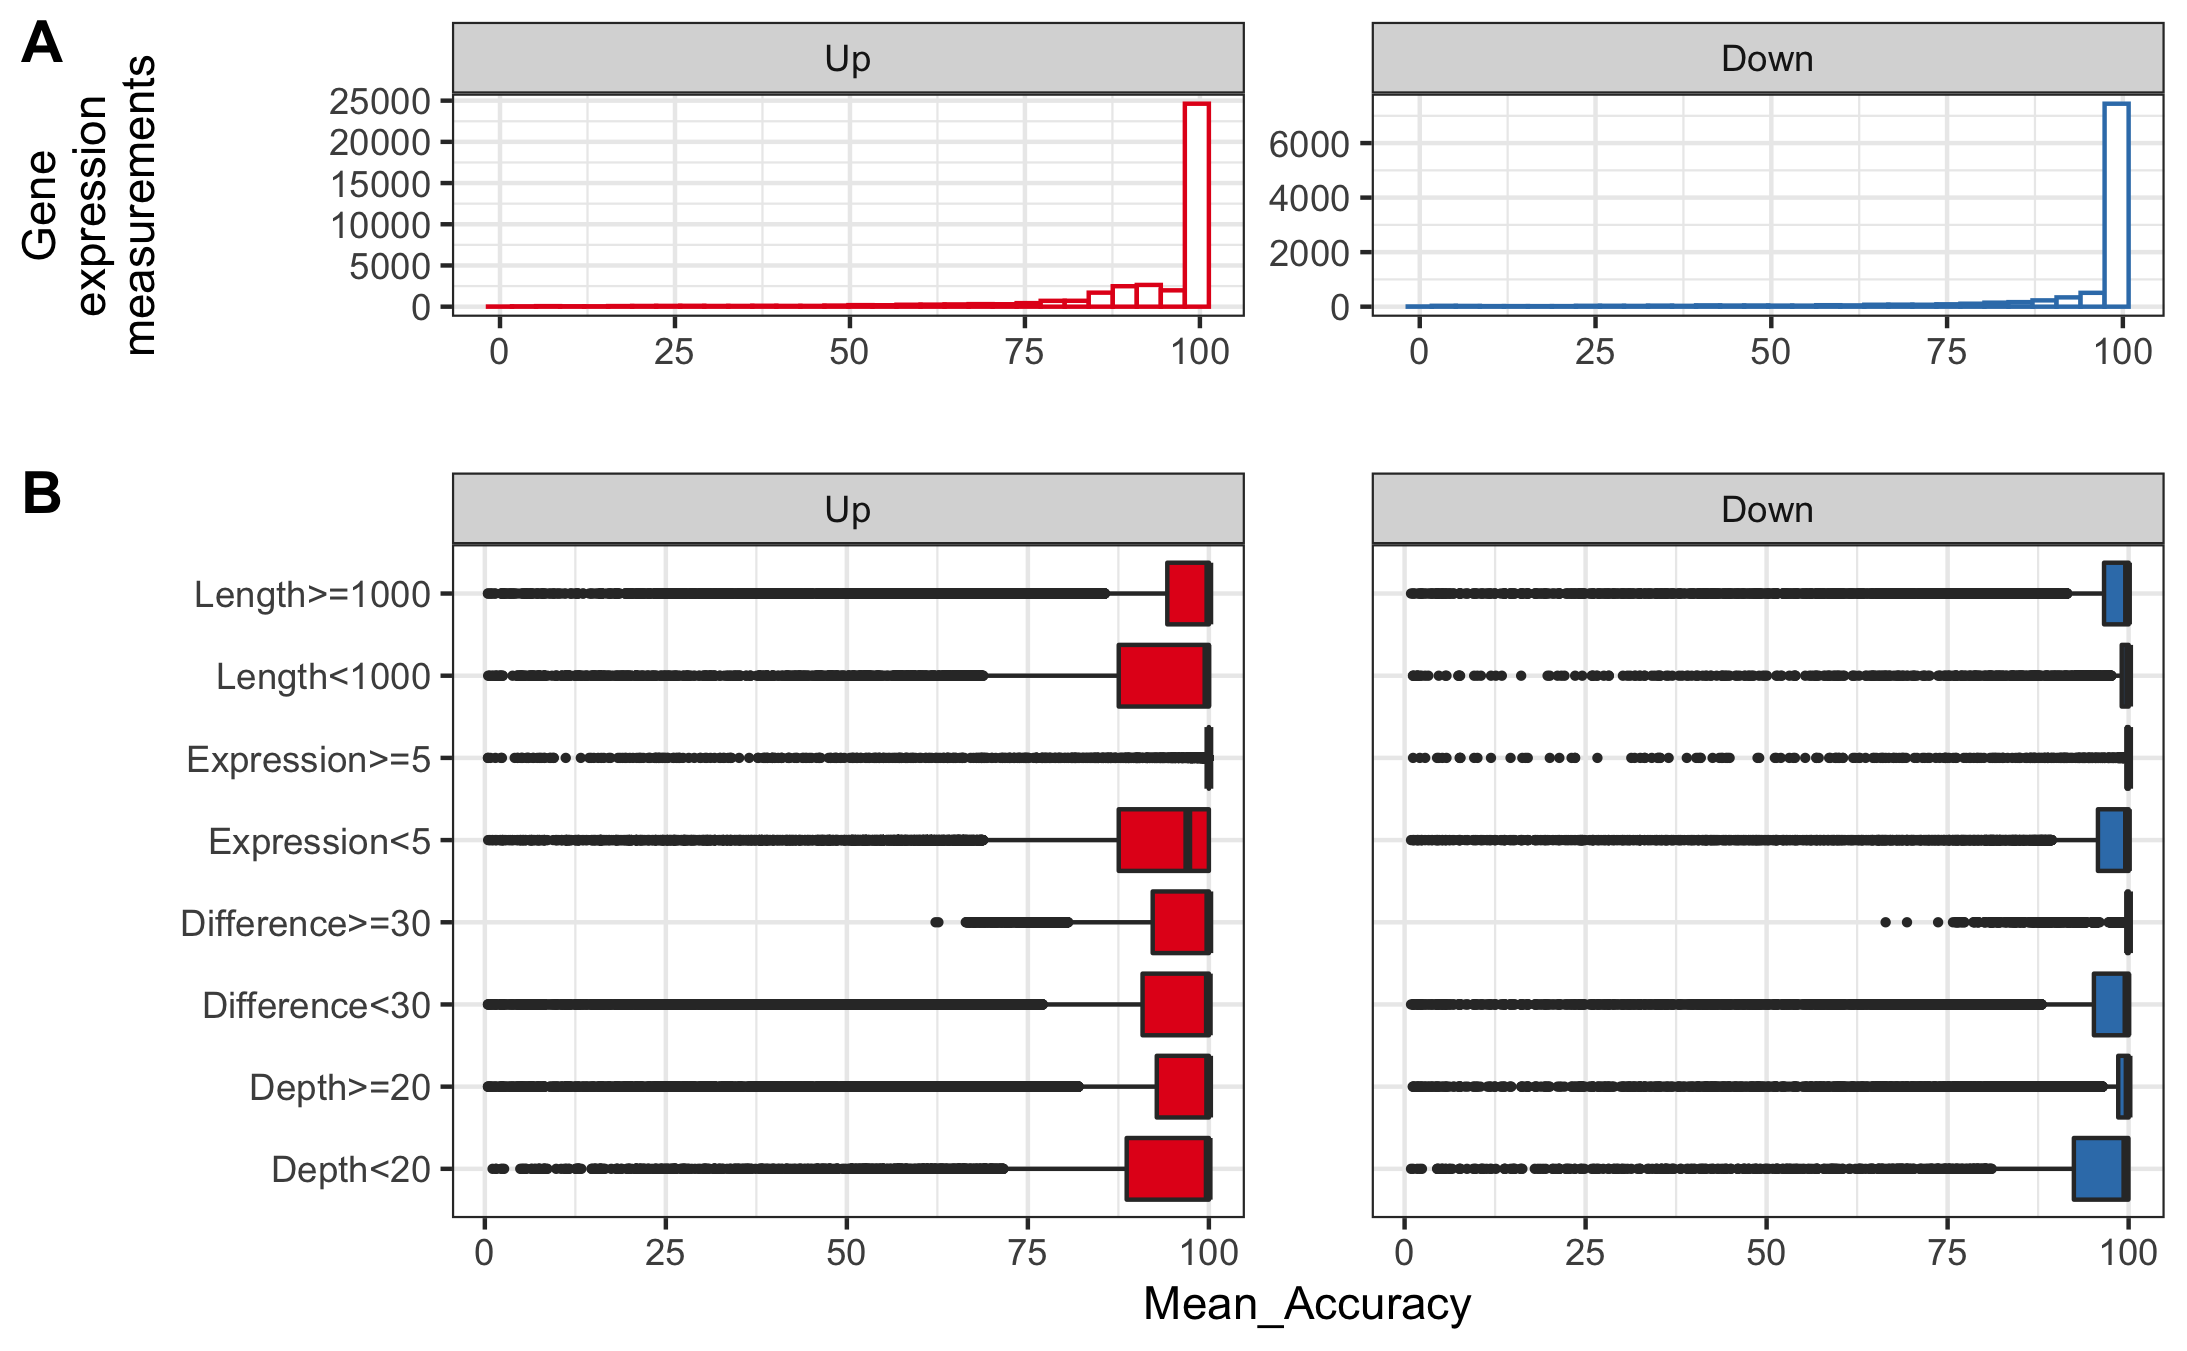 A
Gene
expression
measurements
Up
Down
25000
20000
15000
10000
5000
0
6000
4000
2000
0
0 25 50 75 100
0 25 50 75 100
B
Up
Down
Length>=1000
Length<1000
Expression>=5
Expression<5
Difference>=30
Difference<30
Depth>=20
Depth<20
0 25 50 75 100
0 25 50 75 100
Mean_Accuracy